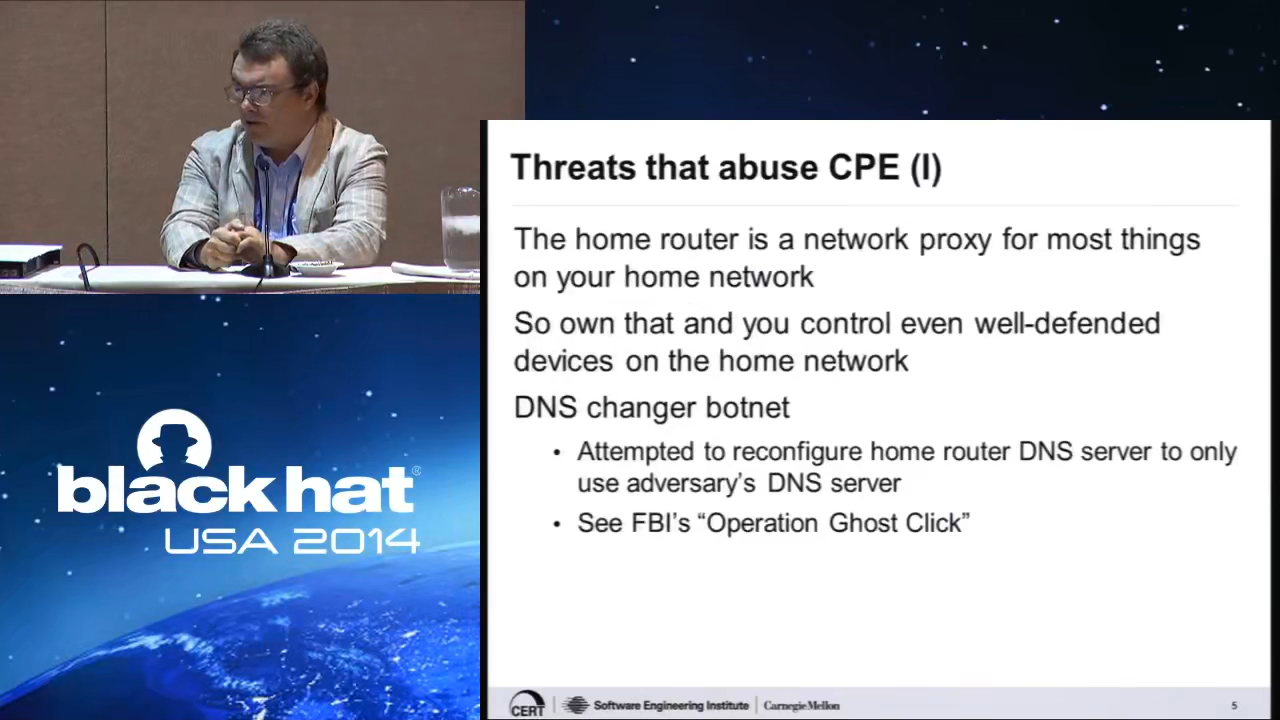 Threats that abuse CPE (I)
The home router is a network proxy for most things
on your home network
So own that and you control even well-defended
devices on the home network
DNS changer botnet
• Attempted to reconfigure home router DNS server to only
use adversary's DNS server
• See FBI's “Operation Ghost Click”
black hat®
USA 2014
CERT | Software Engineering Institute | Carnegie Mellon
5